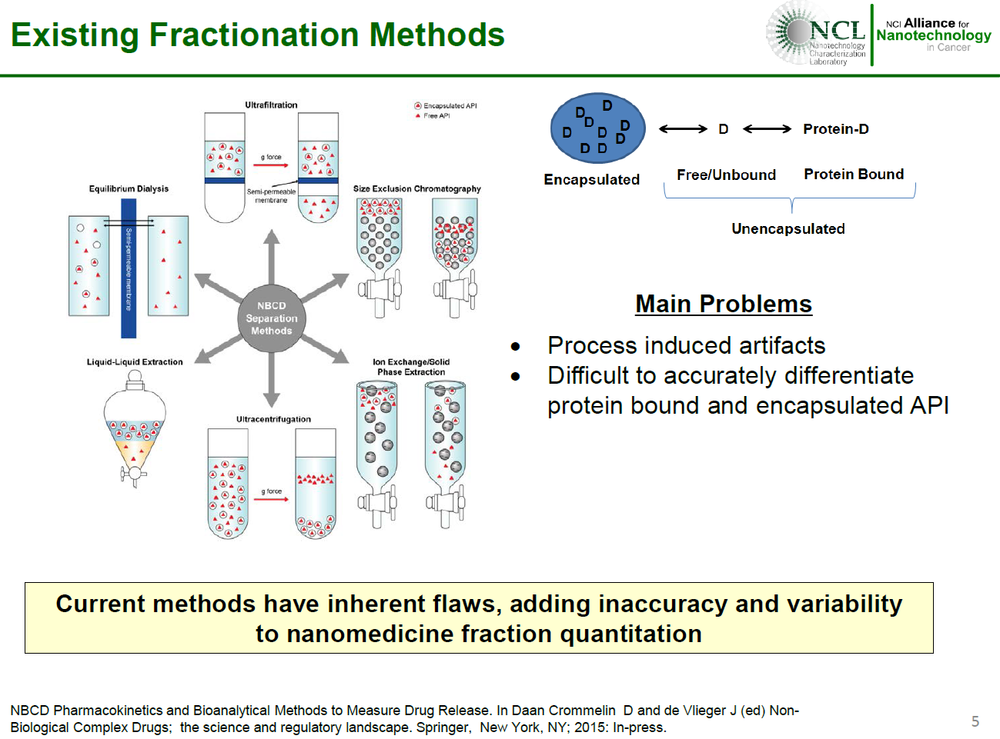 Existing Fractionation Methods
NCL
Nanotechnology
Characterization
Laboratory
NCI Alliance for
Nanotechnology
in Cancer
Ultrafiltration
Encapsulated API
Free API
g force
Semi-permeable
membrane
Equilibrium Dialysis
Semi-permeable membrane
Size Exclusion Chromatography
NBCD
Separation
Methods
Liquid-Liquid Extraction
Ion Exchange/Solid
Phase Extraction
Ultracentrifugation
g force
D
D
D
D
D
D
D
D
D
D
Protein-D
Encapsulated
Free/Unbound
Protein Bound
Unencapsulated
Main Problems
• Process induced artifacts
• Difficult to accurately differentiate
protein bound and encapsulated API
Current methods have inherent flaws, adding inaccuracy and variability
to nanomedicine fraction quantitation
NBCD Pharmacokinetics and Bioanalytical Methods to Measure Drug Release. In Daan Crommelin D and de Vlieger J (ed) Non-
Biological Complex Drugs; the science and regulatory landscape. Springer, New York, NY; 2015: In-press.
5